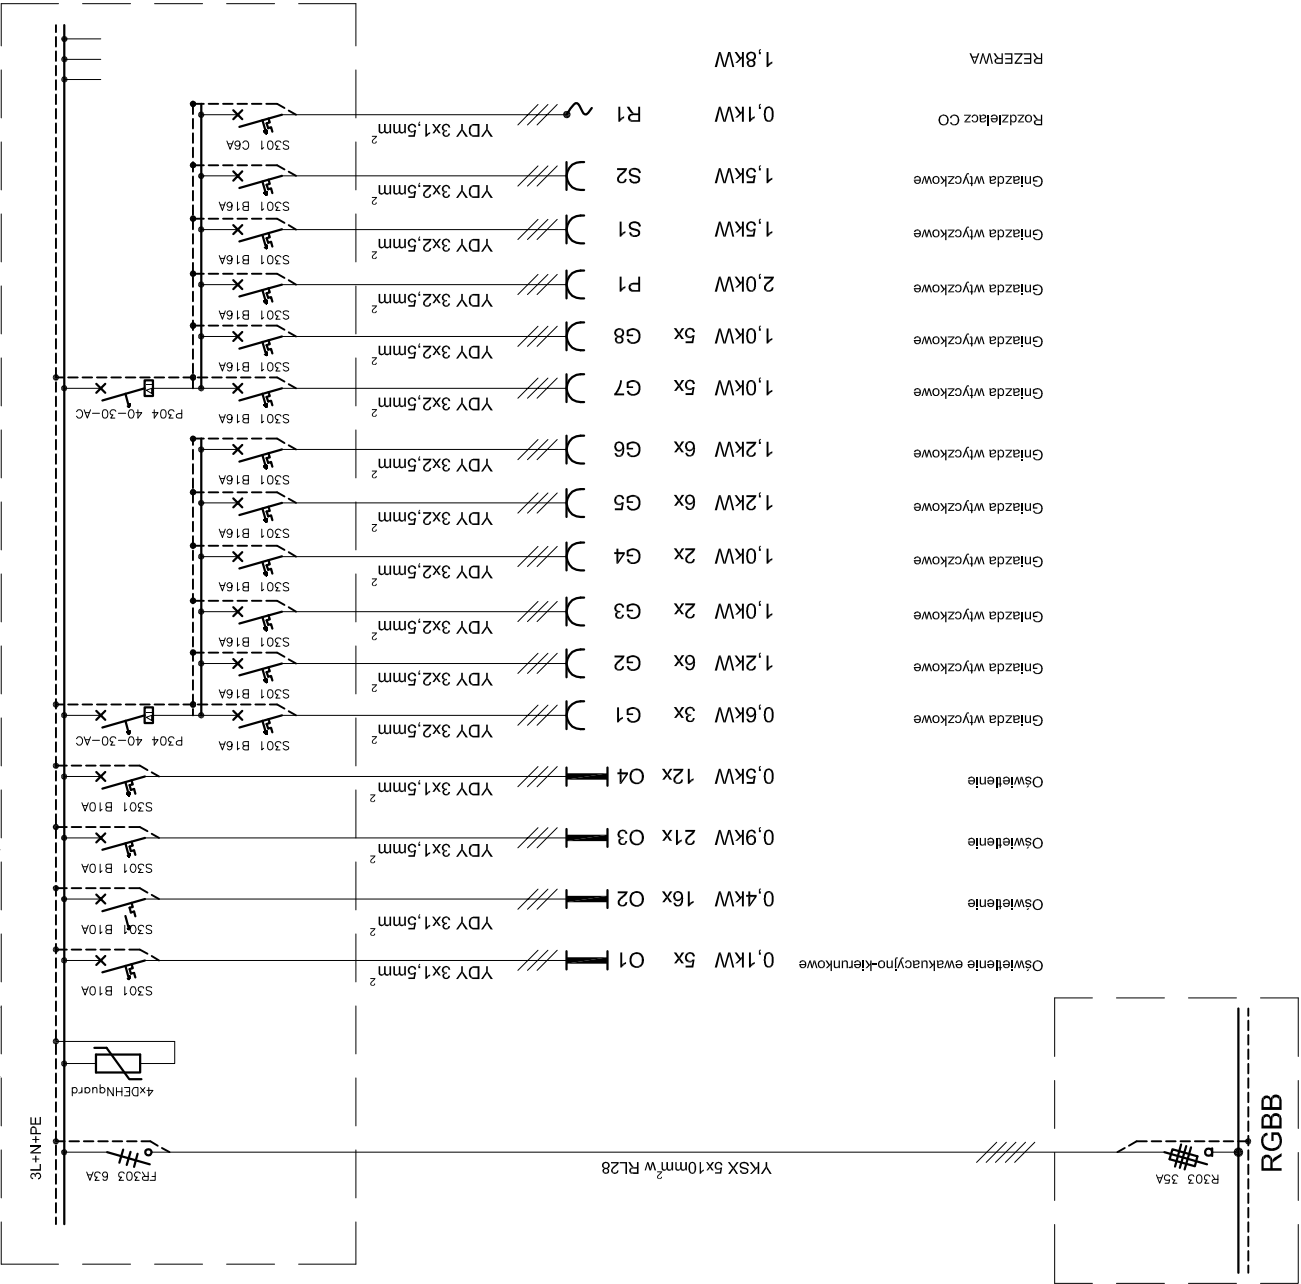 REZERWA 1,8kW
Rozdzielacz CO 0,1kW R1 YDY 3x1,5mm² S301 C6A
Gniazda wtyczkowe 1,5kW S2 YDY 3x2,5mm² S301 B16A
Gniazda wtyczkowe 1,5kW S1 YDY 3x2,5mm² S301 B16A
Gniazda wtyczkowe 2,0kW P1 YDY 3x2,5mm² S301 B16A
Gniazda wtyczkowe 1,0kW 5x G8 YDY 3x2,5mm² S301 B16A
Gniazda wtyczkowe 1,0kW 5x G7 YDY 3x2,5mm² S301 B16A P304 40-30-AC
Gniazda wtyczkowe 1,2kW 6x G6 YDY 3x2,5mm² S301 B16A
Gniazda wtyczkowe 1,2kW 6x G5 YDY 3x2,5mm² S301 B16A
Gniazda wtyczkowe 1,0kW 2x G4 YDY 3x2,5mm² S301 B16A
Gniazda wtyczkowe 1,0kW 2x G3 YDY 3x2,5mm² S301 B16A
Gniazda wtyczkowe 1,2kW 6x G2 YDY 3x2,5mm² S301 B16A
Gniazda wtyczkowe 0,6kW 3x G1 YDY 3x2,5mm² S301 B16A P304 40-30-AC
Oświetlenie 0,5kW 12x O4 YDY 3x1,5mm² S301 B10A
Oświetlenie 0,9kW 21x O3 YDY 3x1,5mm² S301 B10A
Oświetlenie 0,4kW 16x O2 YDY 3x1,5mm² S301 B10A
Oświetlenie ewakuacyjno-kierunkowe 0,1kW 5x O1 YDY 3x1,5mm² S301 B10A
4xDEHNguard
3L+N+PE
FR303 63A
YKSX 5x10mm² w RL28
R303 35A
RGBB